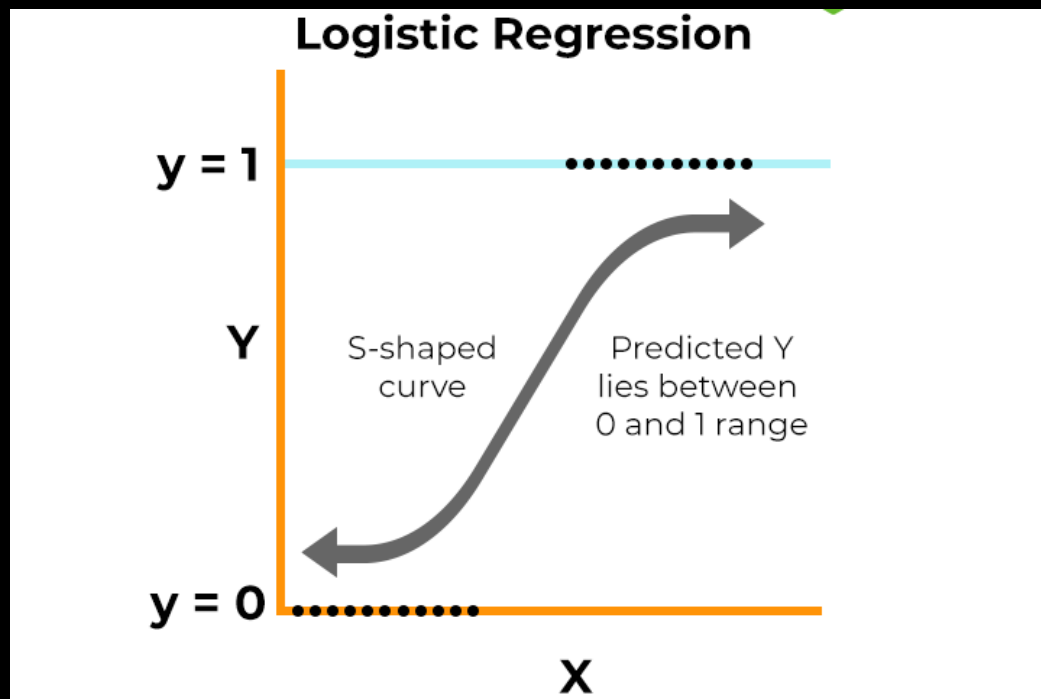 Logistic Regression
y = 1
Y
S-shaped
curve
Predicted Y
lies between
0 and 1 range
y = 0
X